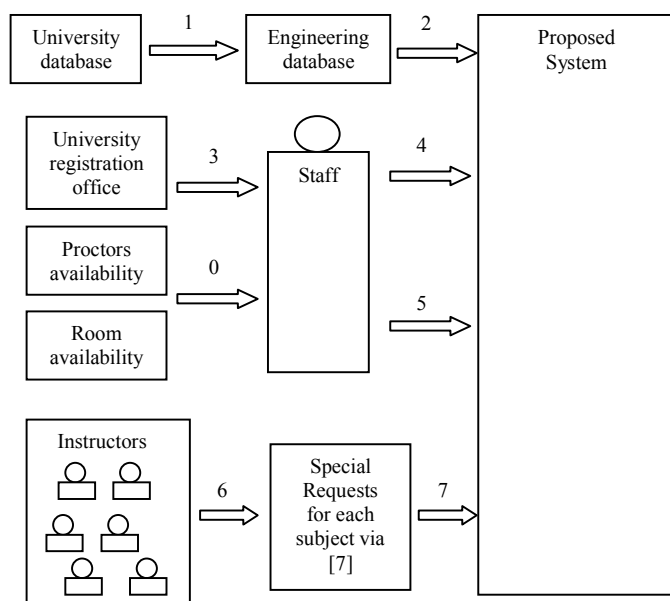 University
database
1
Engineering
database
2
Proposed
System
University
registration
office
3
Staff
4
Proctors
availability
0
5
Room
availability
Instructors
6
Special
Requests
for each
subject via
[7]
7